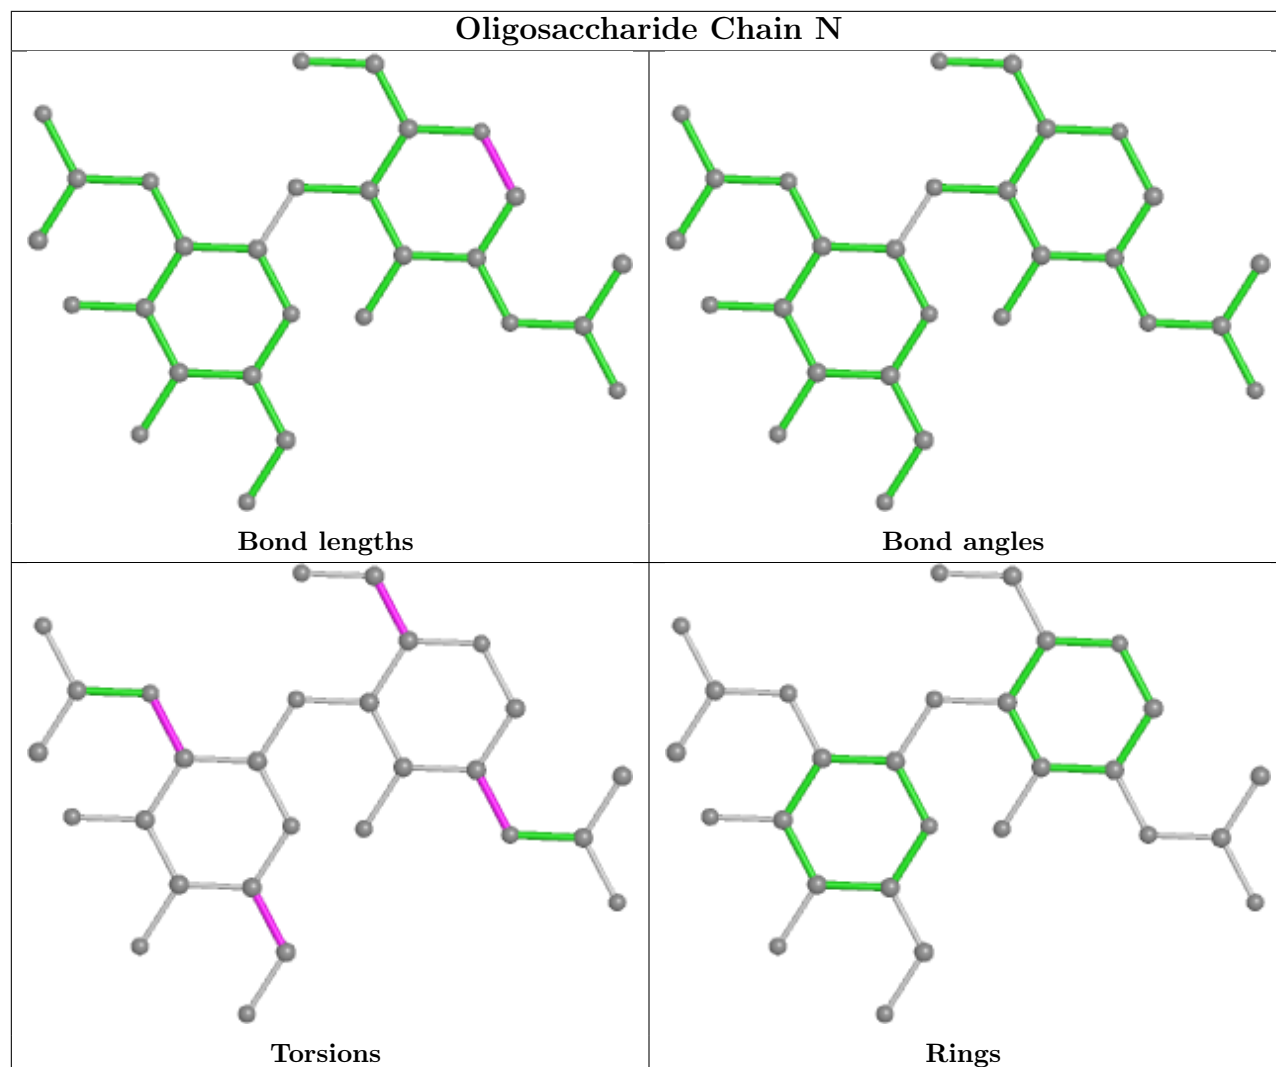 Oligosaccharide Chain N
Bond lengths
Bond angles
Torsions
Rings